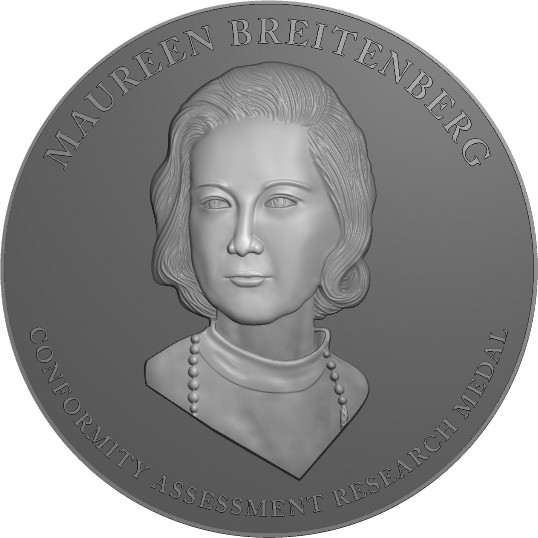 MAUREEN BREITENBERG
CONFORMITY ASSESSMENT RESEARCH MEDAL